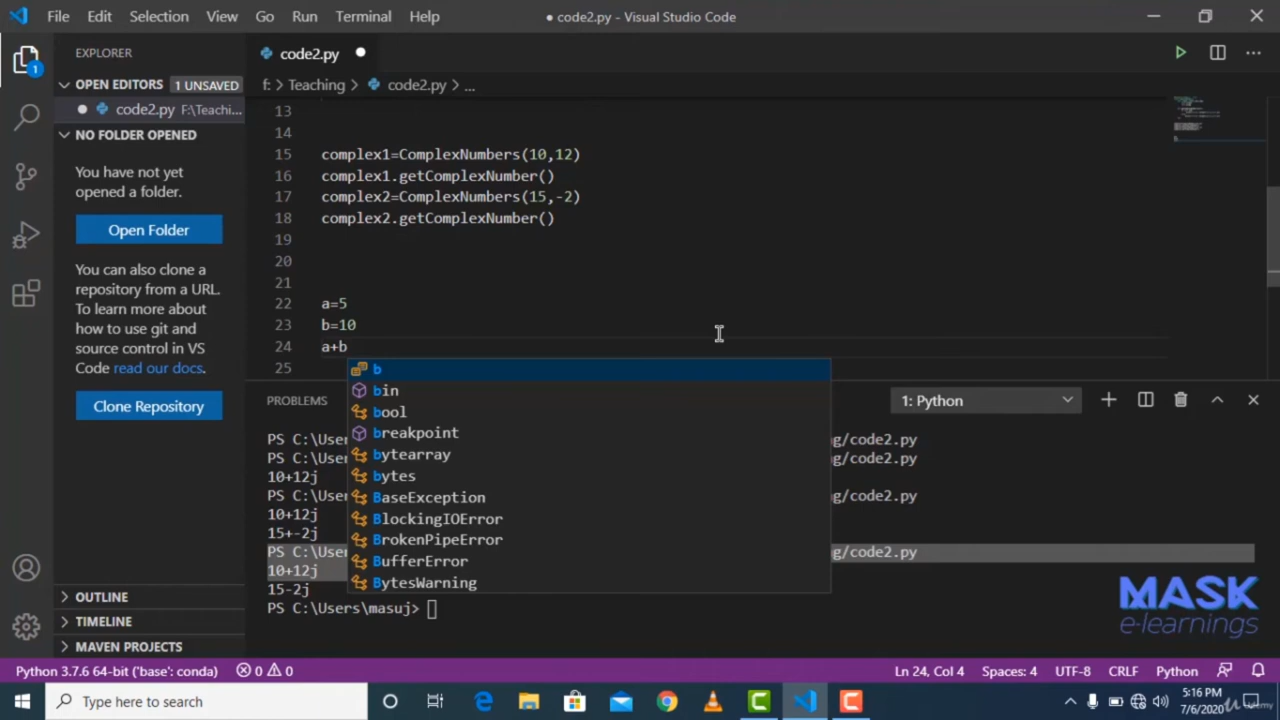 File Edit Selection View Go Run Terminal Help
● code2.py - Visual Studio Code
EXPLORER
OPEN EDITORS 1 UNSAVED
code2.py F:\Teachi...
NO FOLDER OPENED
You have not yet
opened a folder.
Open Folder
You can also clone a
repository from a URL.
To learn more about
how to use git and
source control in VS
Code read our docs.
Clone Repository
OUTLINE
TIMELINE
MAVEN PROJECTS
1
code2.py
f: > Teaching > code2.py > ...
13
14
15 complex1=ComplexNumbers(10,12)
16 complex1.getComplexNumber()
17 complex2=ComplexNumbers(15,-2)
18 complex2.getComplexNumber()
19
20
21
22 a=5
23 b=10
24 a+b
25
b
bin
bool
breakpoint
bytearray
bytes
BaseException
BlockingIOError
BrokenPipeError
BufferError
BytesWarning
PROBLEMS
1: Python
PS C:\User g/code2.py
PS C:\User g/code2.py
10+12j
PS C:\User g/code2.py
10+12j
15+-2j
PS C:\User g/code2.py
10+12j
15-2j
PS C:\Users\masuj>
MASK
e-learnings
Python 3.7.6 64-bit ('base': conda) 0 0 Ln 24, Col 4 Spaces: 4 UTF-8 CRLF Python
Type here to search
5:16 PM
7/6/2020